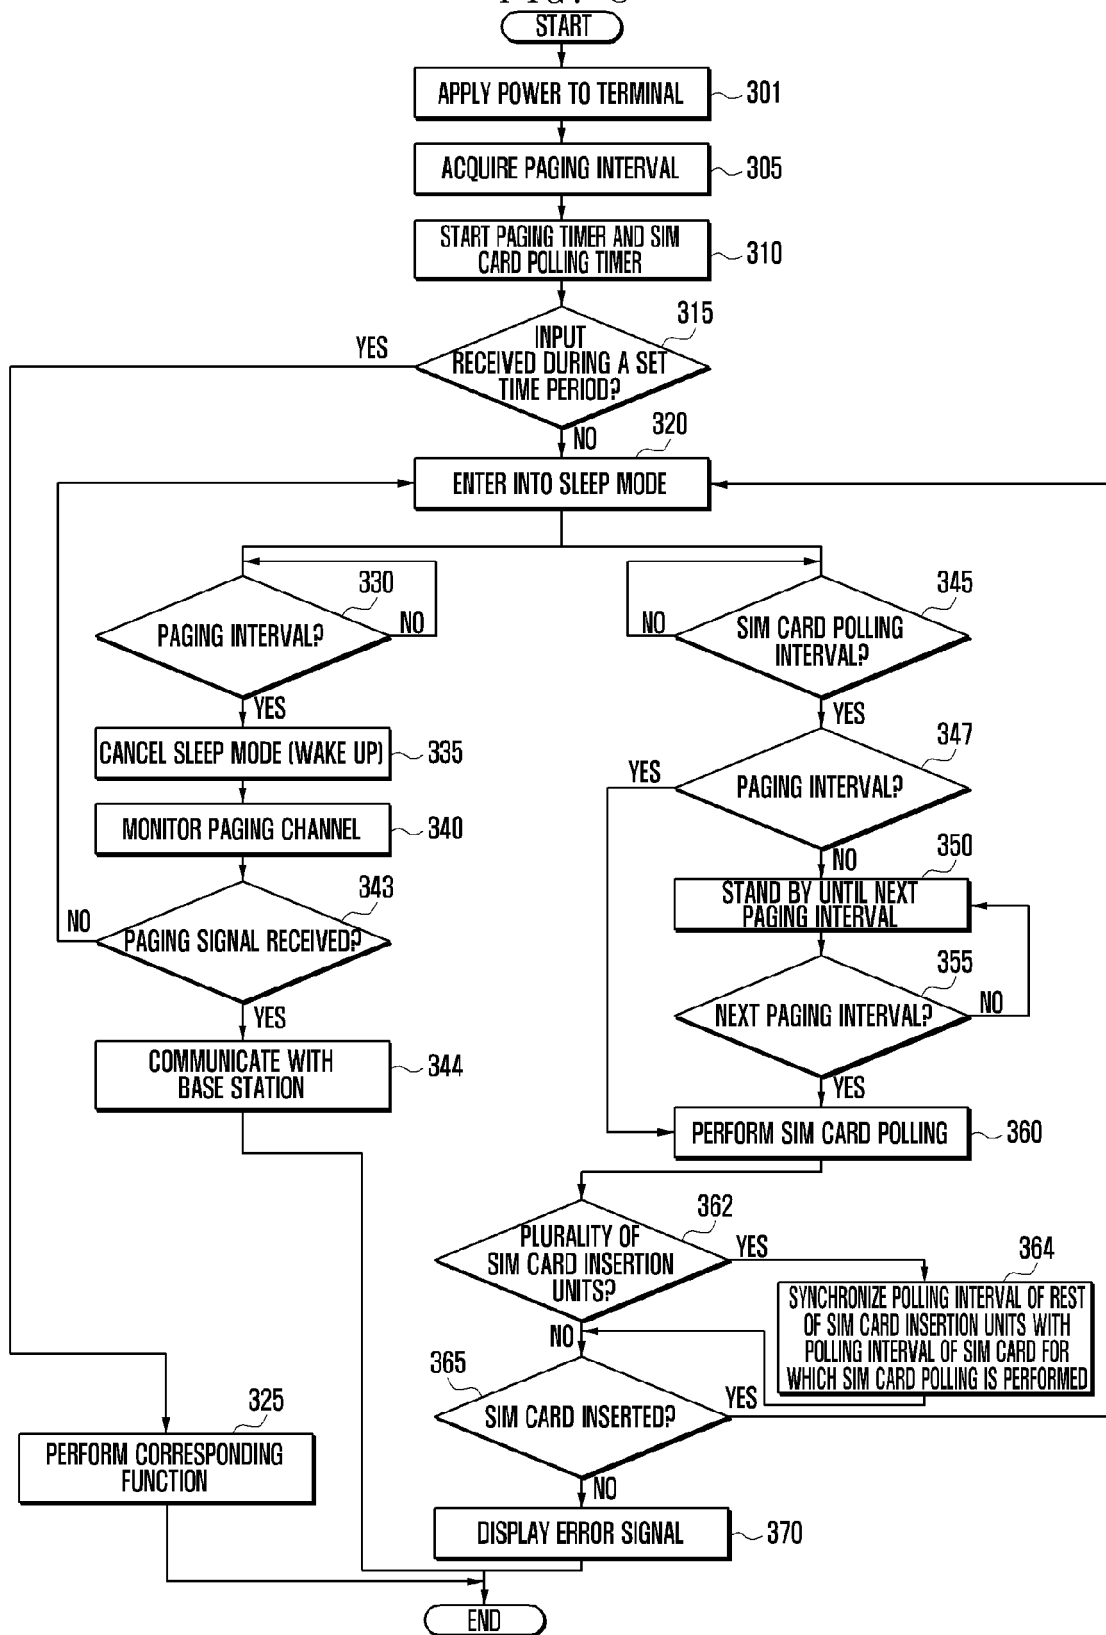 START
APPLY POWER TO TERMINAL
301
ACQUIRE PAGING INTERVAL
305
START PAGING TIMER AND SIM
CARD POLLING TIMER
310
315
INPUT
RECEIVED DURING A SET
TIME PERIOD?
YES
NO
320
ENTER INTO SLEEP MODE
330
PAGING INTERVAL?
NO
YES
CANCEL SLEEP MODE (WAKE UP)
335
MONITOR PAGING CHANNEL
340
343
PAGING SIGNAL RECEIVED?
NO
YES
COMMUNICATE WITH
BASE STATION
344
345
SIM CARD POLLING
INTERVAL?
NO
YES
347
PAGING INTERVAL?
YES
NO
350
STAND BY UNTIL NEXT
PAGING INTERVAL
355
NEXT PAGING INTERVAL?
NO
YES
PERFORM SIM CARD POLLING
360
362
PLURALITY OF
SIM CARD INSERTION
UNITS?
YES
364
SYNCHRONIZE POLLING INTERVAL OF REST
OF SIM CARD INSERTION UNITS WITH
POLLING INTERVAL OF SIM CARD FOR
WHICH SIM CARD POLLING IS PERFORMED
NO
365
SIM CARD INSERTED?
YES
NO
325
PERFORM CORRESPONDING
FUNCTION
DISPLAY ERROR SIGNAL
370
END